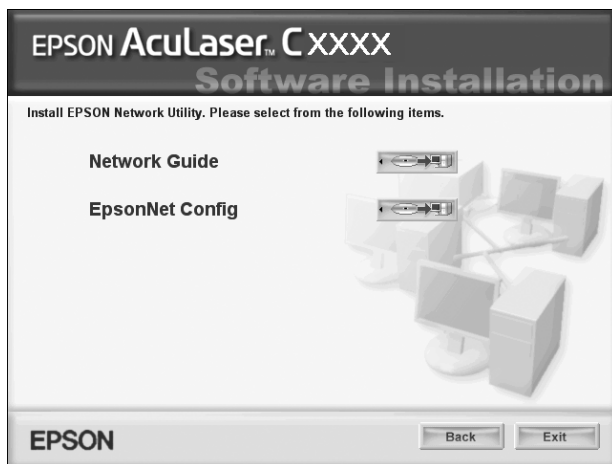 EPSON AcuLaser™ CXXXX
Software Installation
Install EPSON Network Utility. Please select from the following items.
Network Guide
EpsonNet Config
EPSON
Back
Exit